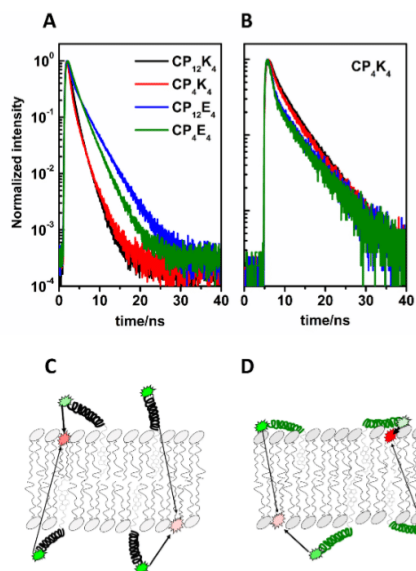 A
B
Normalized intensity
10⁰
10⁻¹
10⁻²
10⁻³
10⁻⁴
CP₁₂K₄
CP₄K₄
CP₁₂E₄
CP₄E₄
CP₄K₄
0 10 20 30 40
time/ns
0 10 20 30 40
time/ns
C
D